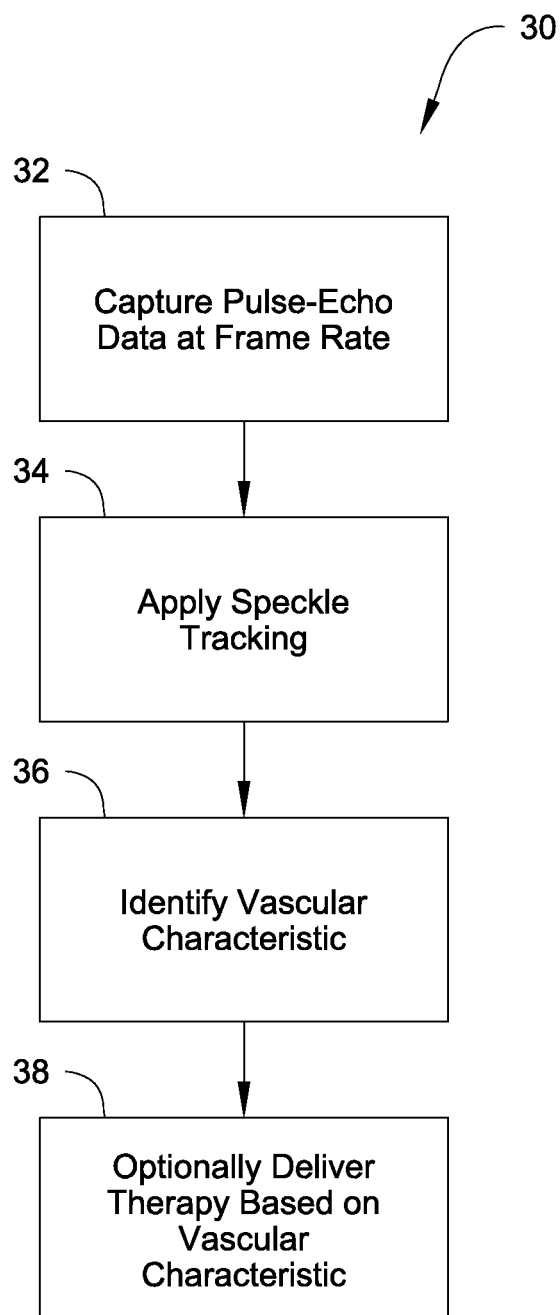 30
32
Capture Pulse-Echo
Data at Frame Rate
34
Apply Speckle
Tracking
36
Identify Vascular
Characteristic
38
Optionally Deliver
Therapy Based on
Vascular
Characteristic